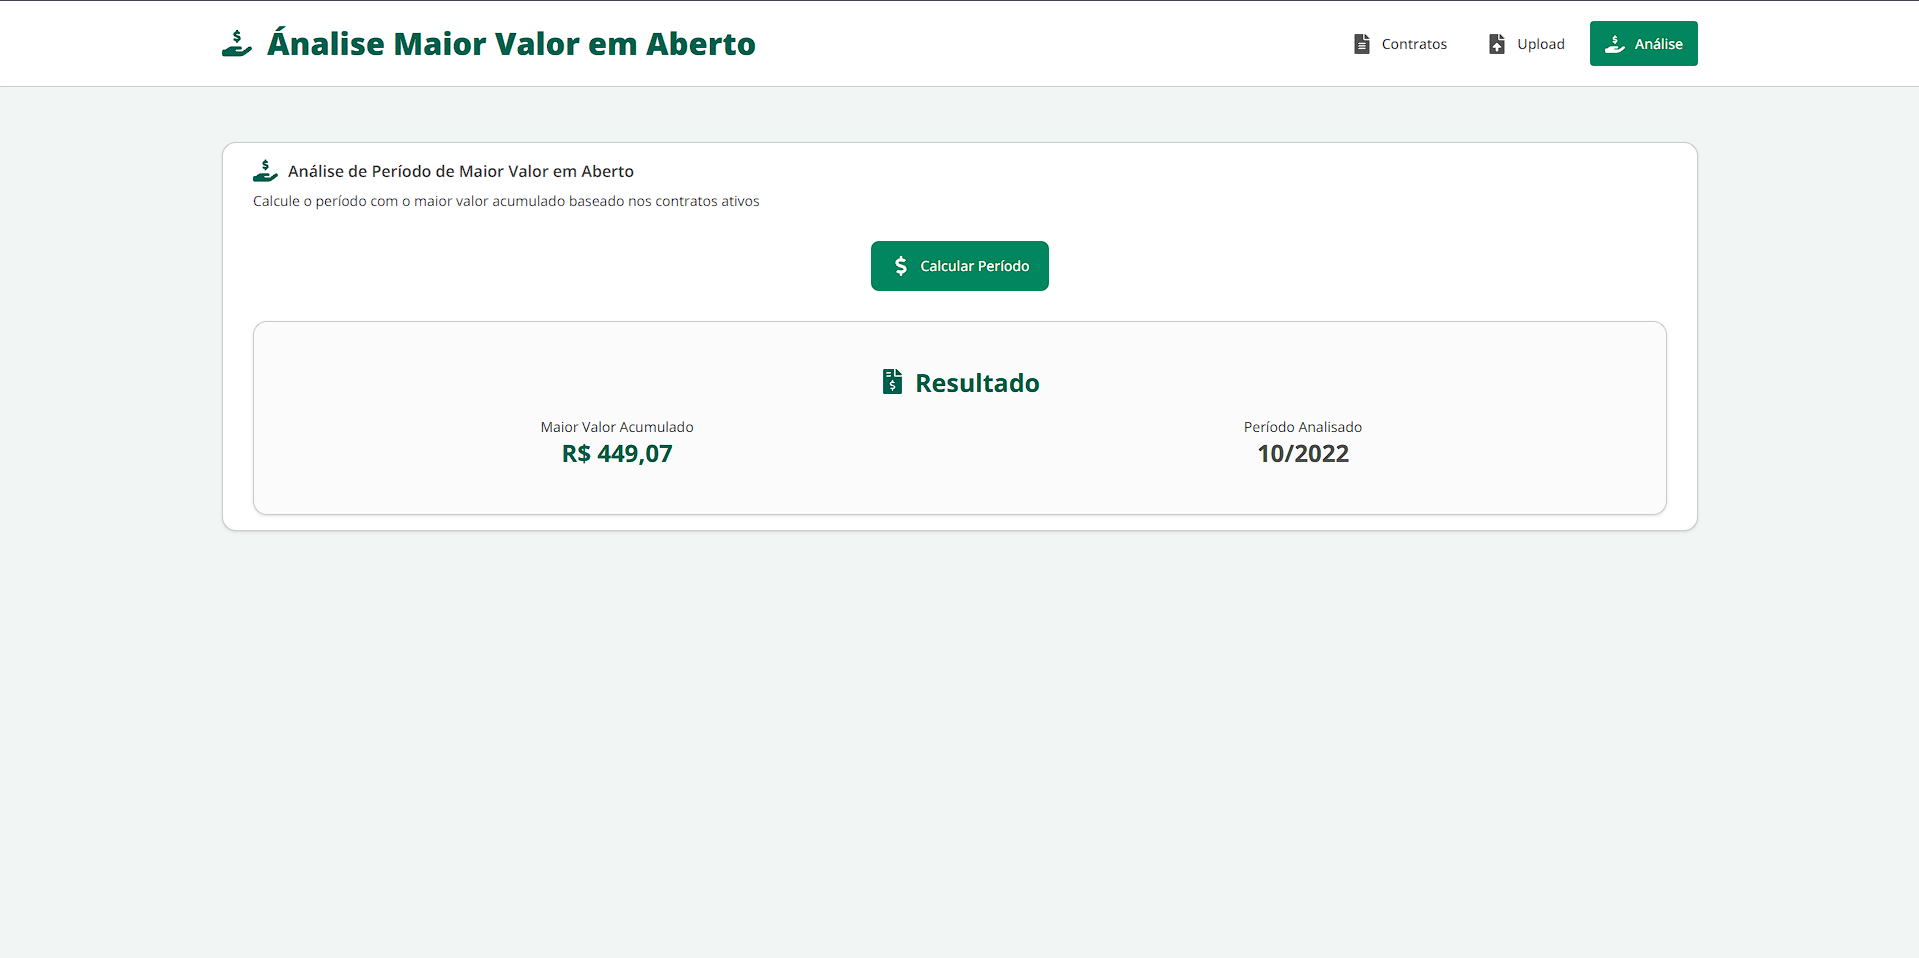 Ánalise Maior Valor em Aberto
Contratos
Upload
Análise
Análise de Período de Maior Valor em Aberto
Calcule o período com o maior valor acumulado baseado nos contratos ativos
Calcular Período
Resultado
Maior Valor Acumulado
R$ 449,07
Período Analisado
10/2022